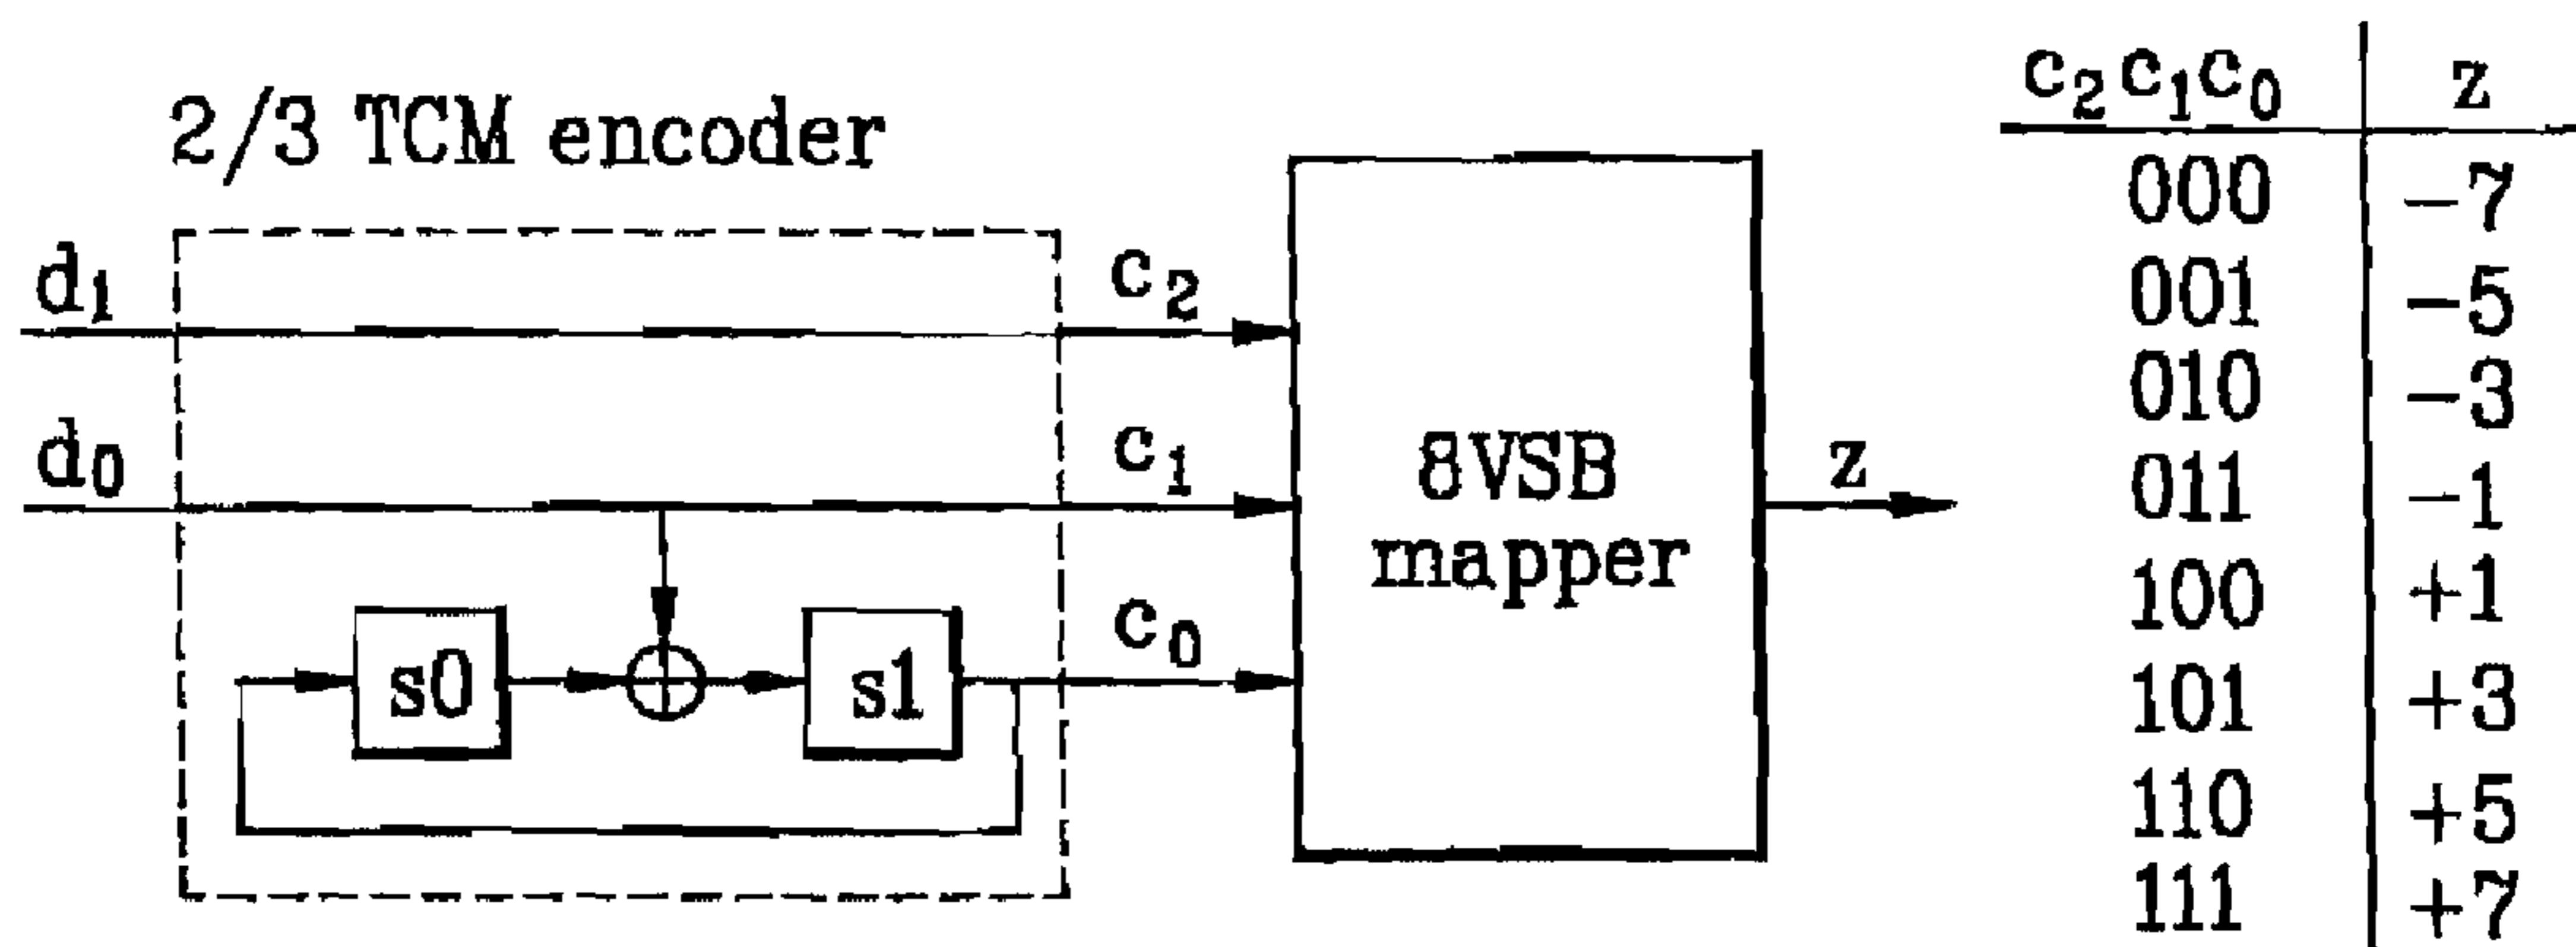 2/3 TCM encoder
d₁
d₀
s0
s1
c₂
c₁
c₀
8VSB
mapper
z
c₂c₁c₀ z
000 −7
001 −5
010 −3
011 −1
100 +1
101 +3
110 +5
111 +7